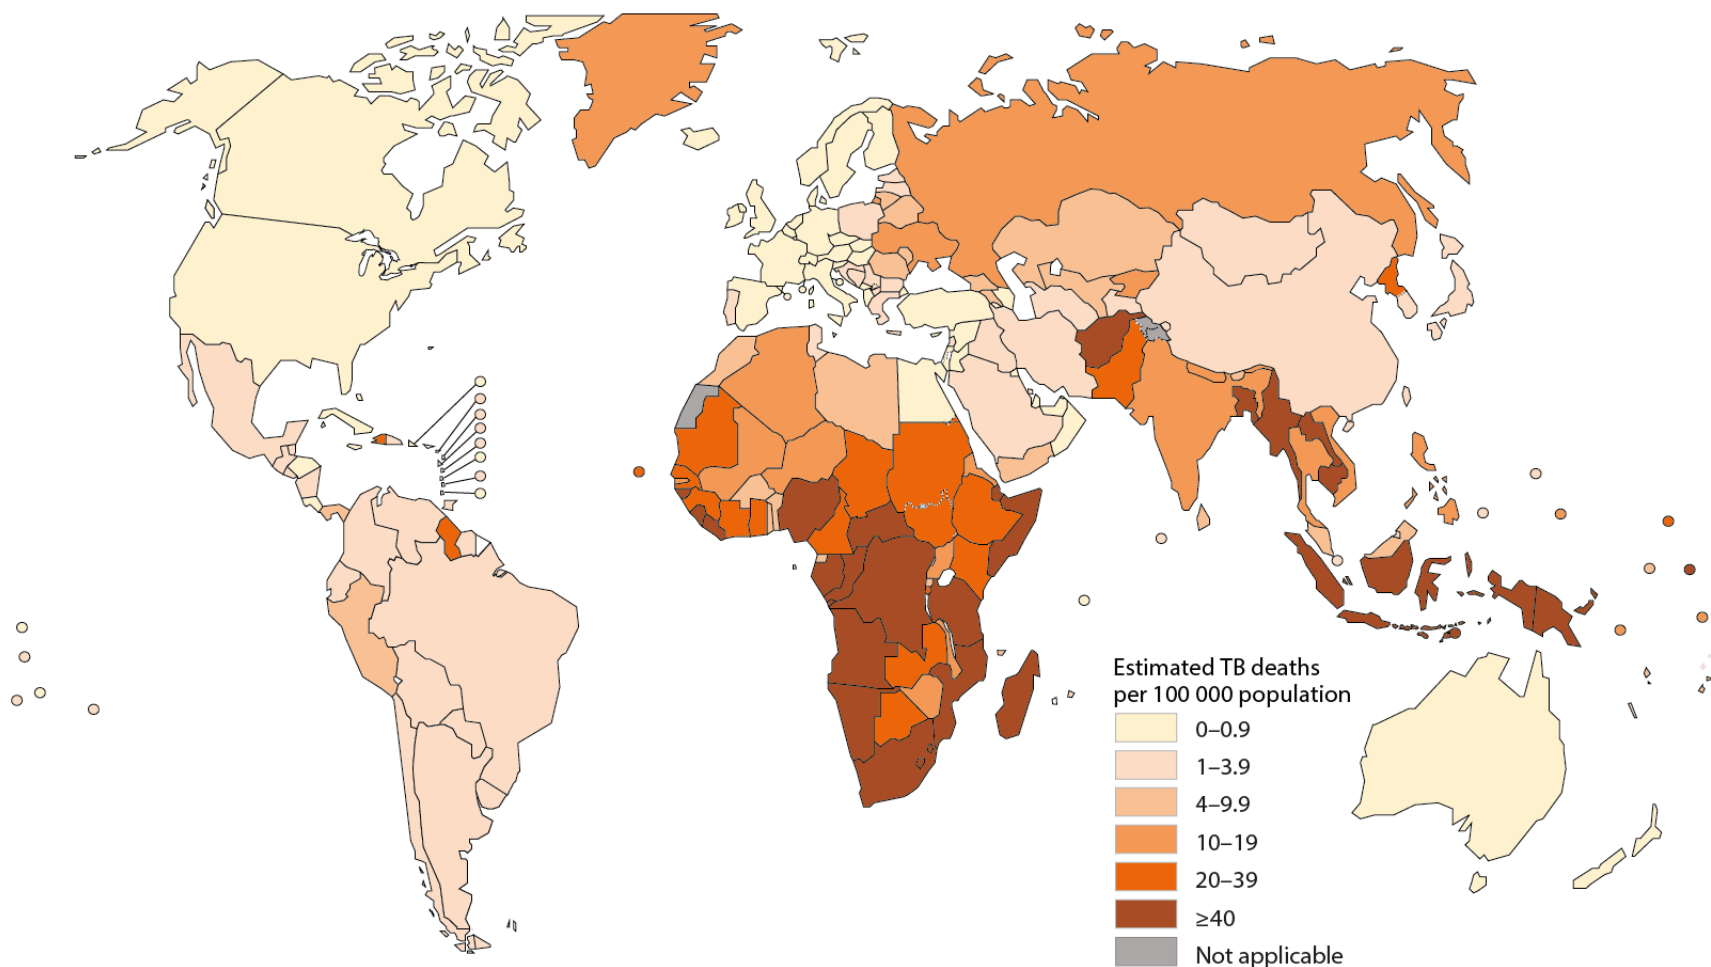 Estimated TB deaths
per 100 000 population
0–0.9
1–3.9
4–9.9
10–19
20–39
≥40
Not applicable